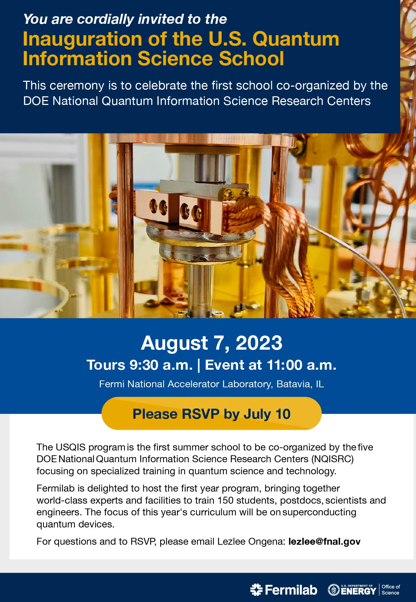 You are cordially invited to the
Inauguration of the U.S. Quantum
Information Science School
This ceremony is to celebrate the first school co-organized by the
DOE National Quantum Information Science Research Centers
August 7, 2023
Tours 9:30 a.m. | Event at 11:00 a.m.
Fermi National Accelerator Laboratory, Batavia, IL
Please RSVP by July 10
The USQIS program is the first summer school to be co-organized by the five
DOE National Quantum Information Science Research Centers (NQISRC)
focusing on specialized training in quantum science and technology.
Fermilab is delighted to host the first year program, bringing together
world-class experts and facilities to train 150 students, postdocs, scientists and
engineers. The focus of this year's curriculum will be on superconducting
quantum devices.
For questions and to RSVP, please email Lezlee Ongena: lezlee@fnal.gov
Fermilab
U.S. DEPARTMENT OF
ENERGY
Office of
Science